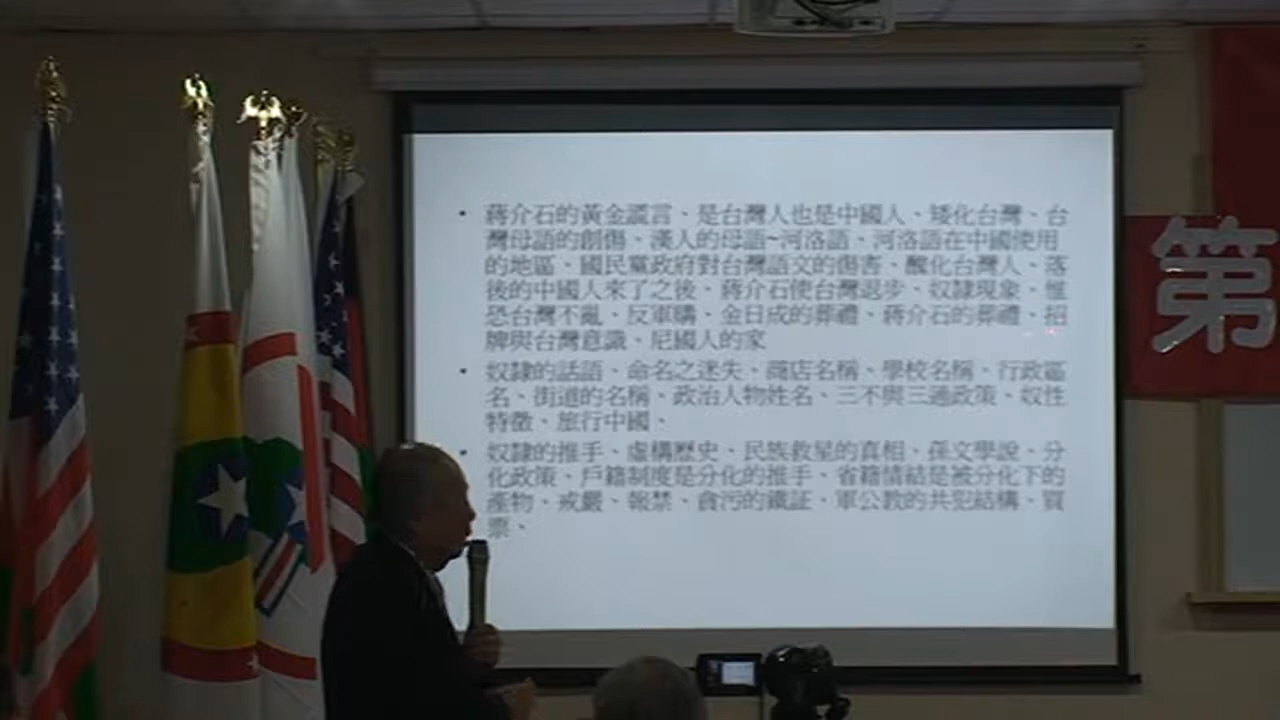 • 蔣介石的黃金謊言、是台灣人也是中國人、矮化台灣、台
灣母語的創傷、漢人的母語~河洛語、河洛語在中國使用
的地區、國民黨政府對台灣語文的傷害、醜化台灣人、落
後的中國人來了之後、蔣介石使台灣退步、奴隸現象、惟
恐台灣不亂、反軍購、金日成的葬禮、蔣介石的葬禮、招
牌與台灣意識、尼國人的家
• 奴隸的話語、命名之迷失、商店名稱、學校名稱、行政區
名、街道的名稱、政治人物姓名、三不與三通政策、奴性
特徵、旅行中國、
• 奴隸的推手、虛構歷史、民族救星的真相、孫文學說、分
化政策、戶籍制度是分化的推手、省籍情結是被分化下的
產物、戒嚴、報禁、貪污的鐵証、軍公教的共犯結構、買
票、
第